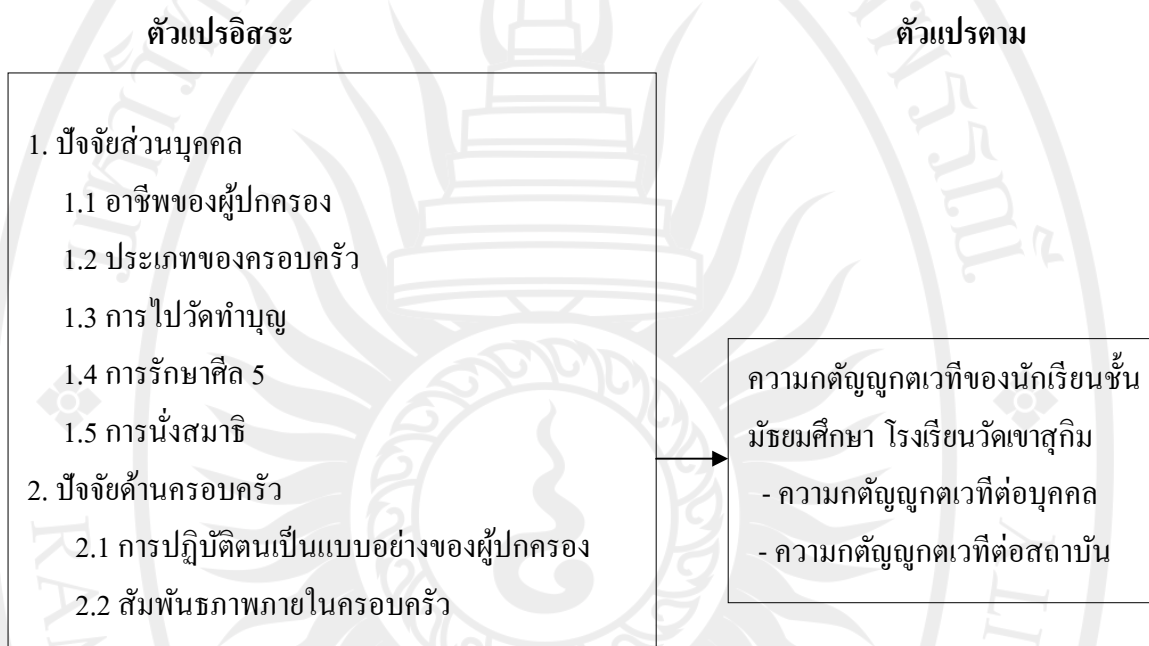 ตัวแปรอิสระ
ตัวแปรตาม
1. ปัจจัยส่วนบุคคล
1.1 อาชีพของผู้ปกครอง
1.2 ประเภทของครอบครัว
1.3 การไปวัดทำบุญ
1.4 การรักษาศีล 5
1.5 การนั่งสมาธิ
2. ปัจจัยด้านครอบครัว
2.1 การปฏิบัติตนเป็นแบบอย่างของผู้ปกครอง
2.2 สัมพันธภาพภายในครอบครัว
ความกตัญญูกตเวทีของนักเรียนชั้น
มัธยมศึกษา โรงเรียนวัดเขาสุกิม
- ความกตัญญูกตเวทีต่อบุคคล
- ความกตัญญูกตเวทีต่อสถาบัน